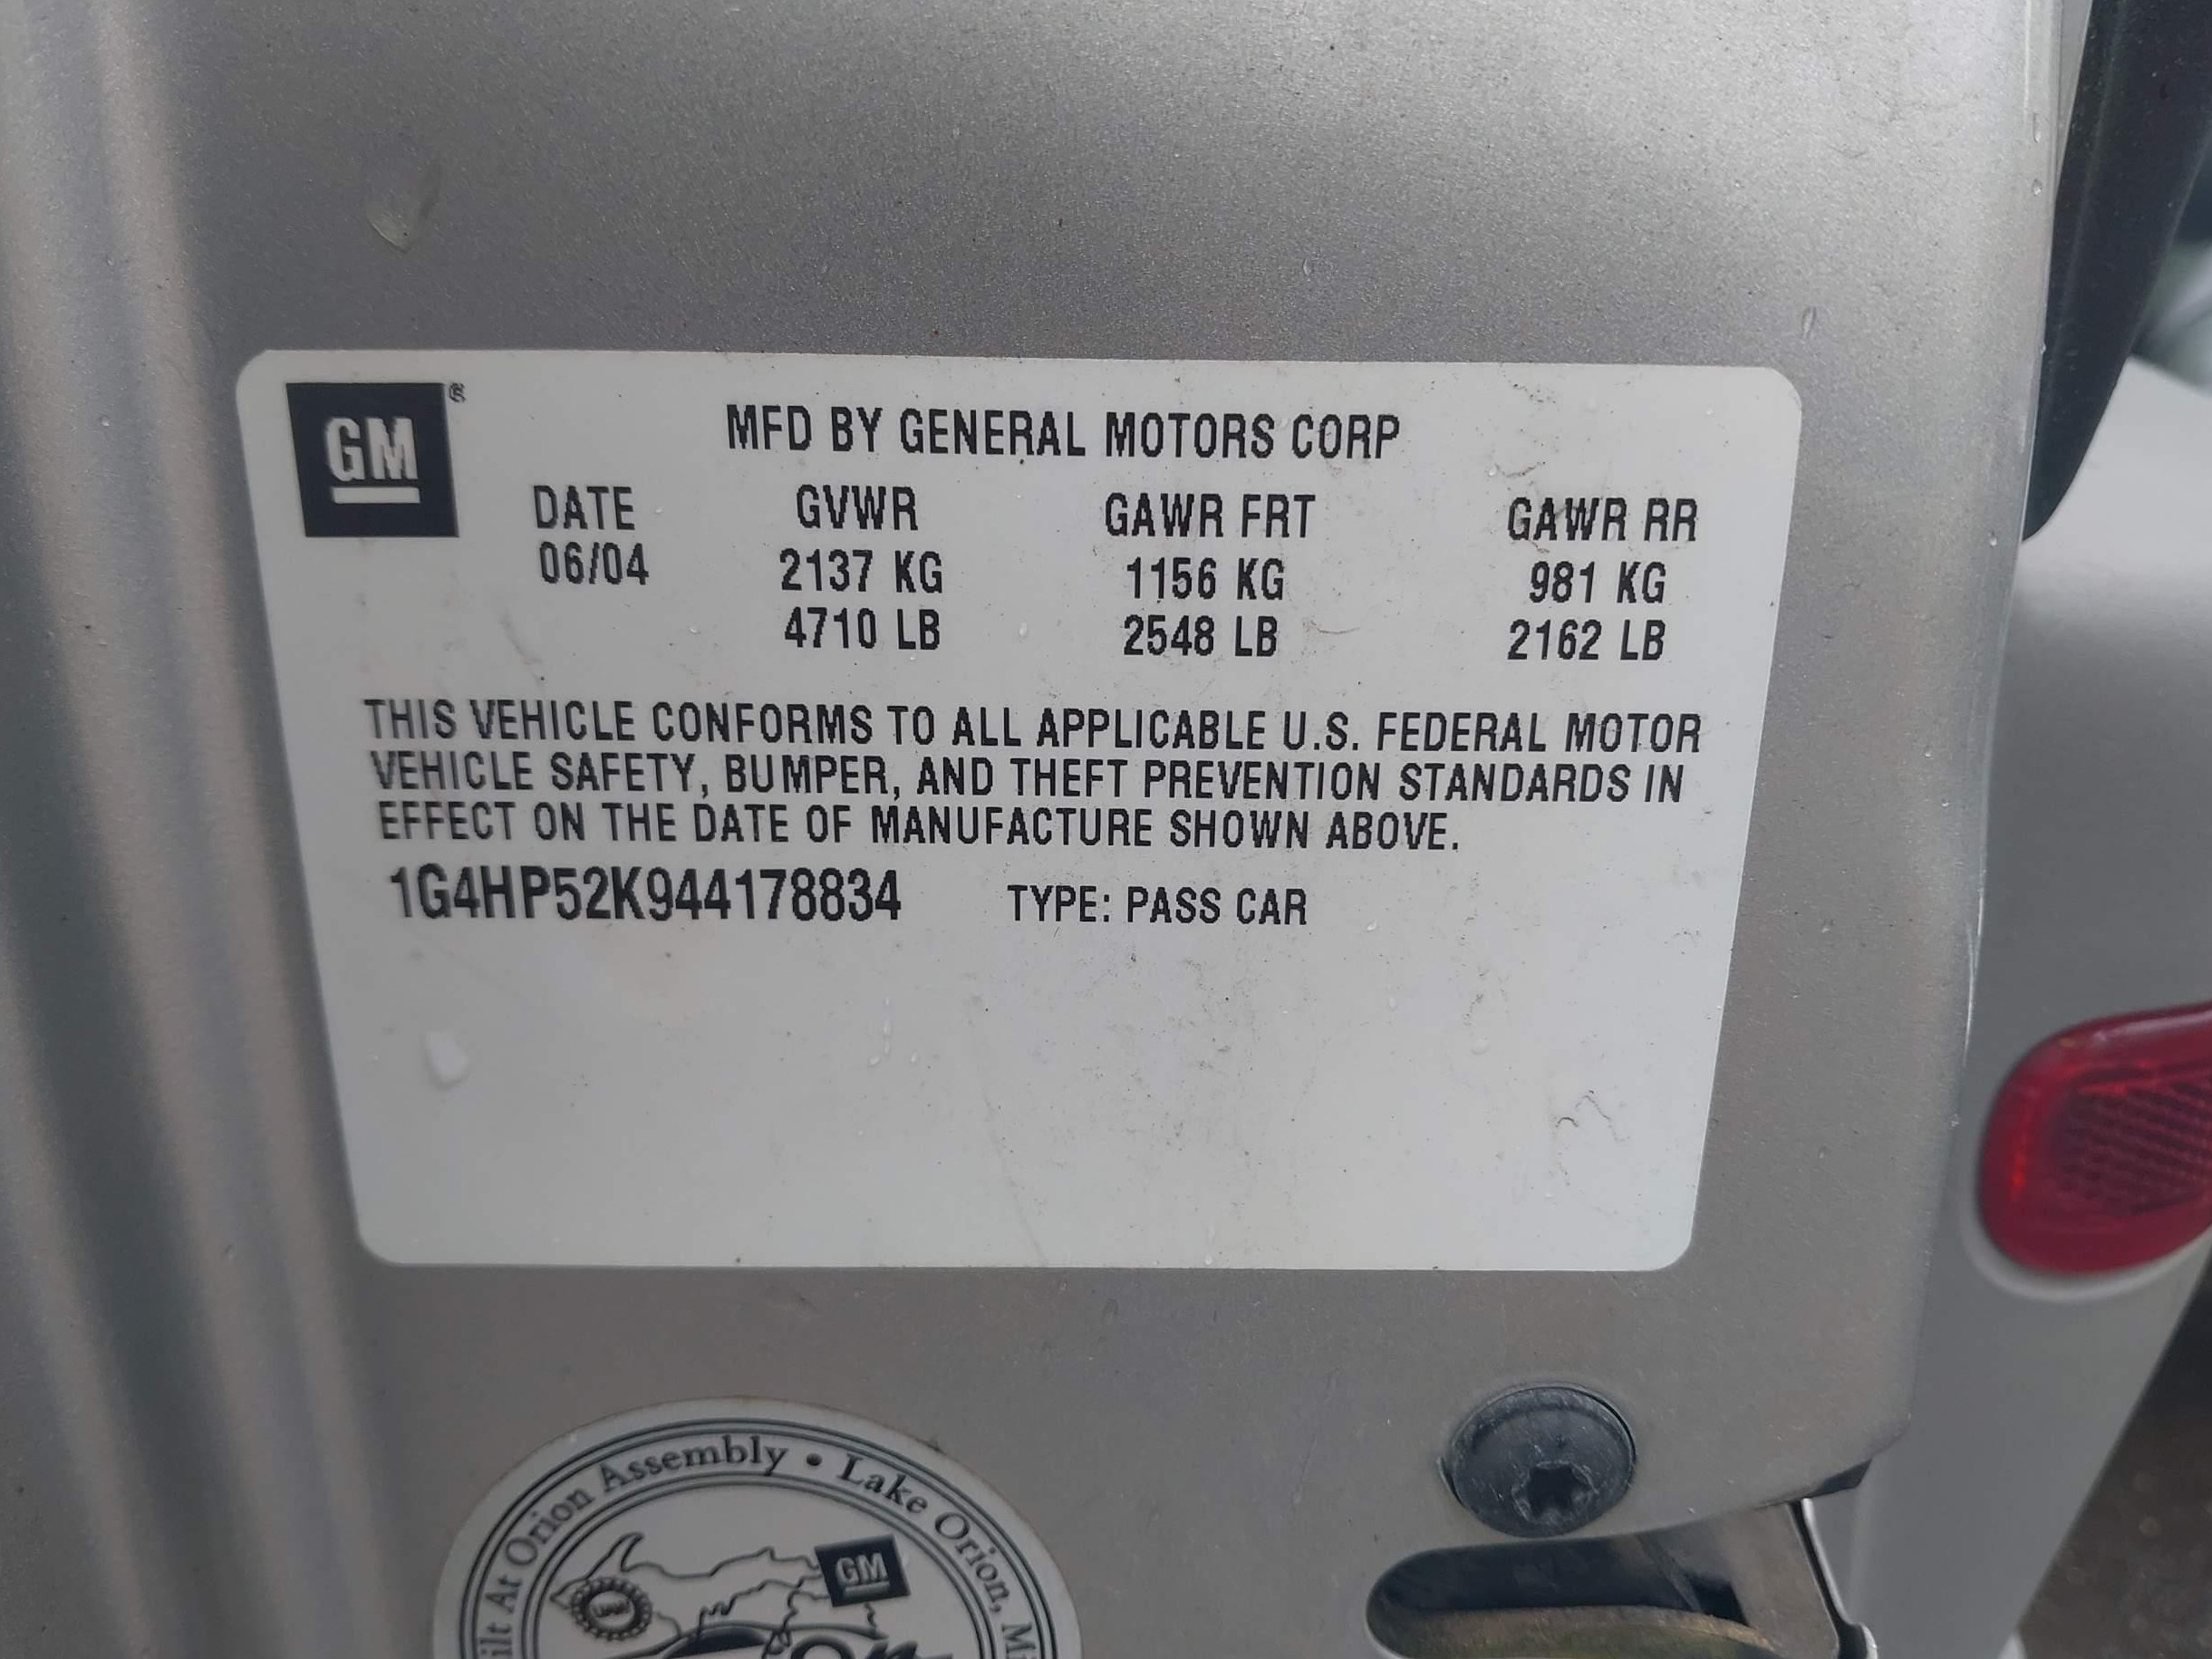 GM®
MFD BY GENERAL MOTORS CORP
DATE GVWR GAWR FRT GAWR RR
06/04 2137 KG 1156 KG 981 KG
4710 LB 2548 LB 2162 LB
THIS VEHICLE CONFORMS TO ALL APPLICABLE U.S. FEDERAL MOTOR
VEHICLE SAFETY, BUMPER, AND THEFT PREVENTION STANDARDS IN
EFFECT ON THE DATE OF MANUFACTURE SHOWN ABOVE.
1G4HP52K944178834 TYPE: PASS CAR
At Orion Assembly • Lake Orion,
GM
UAW